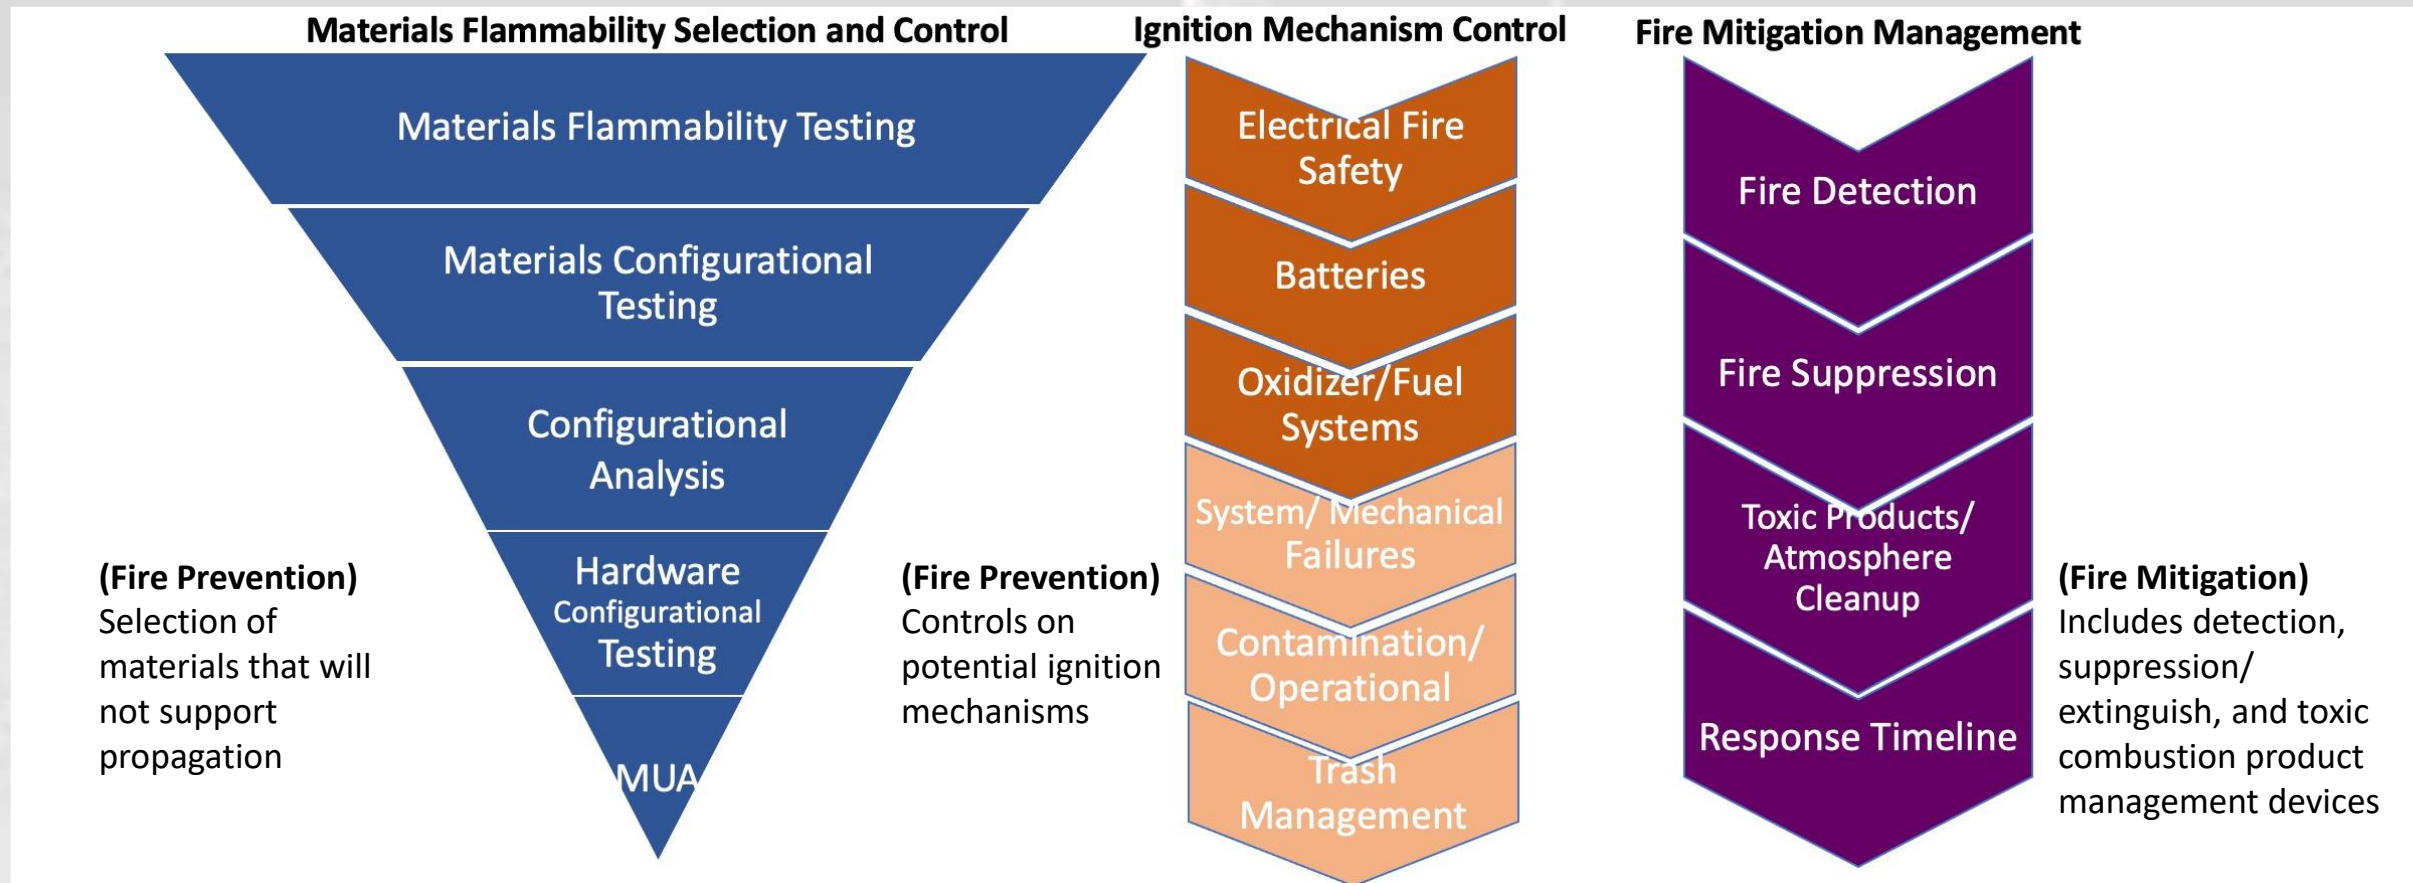 Materials Flammability Selection and Control
Materials Flammability Testing
Materials Configurational
Testing
Configurational
Analysis
Hardware
Configurational
Testing
MUA
(Fire Prevention)
Selection of
materials that will
not support
propagation
Ignition Mechanism Control
Electrical Fire
Safety
Batteries
Oxidizer/Fuel
Systems
System/ Mechanical
Failures
Contamination/
Operational
Trash
Management
(Fire Prevention)
Controls on
potential ignition
mechanisms
Fire Mitigation Management
Fire Detection
Fire Suppression
Toxic Products/
Atmosphere
Cleanup
Response Timeline
(Fire Mitigation)
Includes detection,
suppression/
extinguish, and toxic
combustion product
management devices